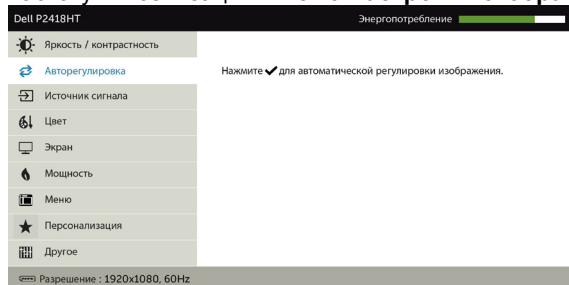 Dell P2418HT
Энергопотребление
Яркость / контрастность
Авторегулировка
Нажмите для автоматической регулировки изображения.
Источник сигнала
Цвет
Экран
Мощность
Меню
Персонализация
Другое
Разрешение : 1920x1080, 60Hz